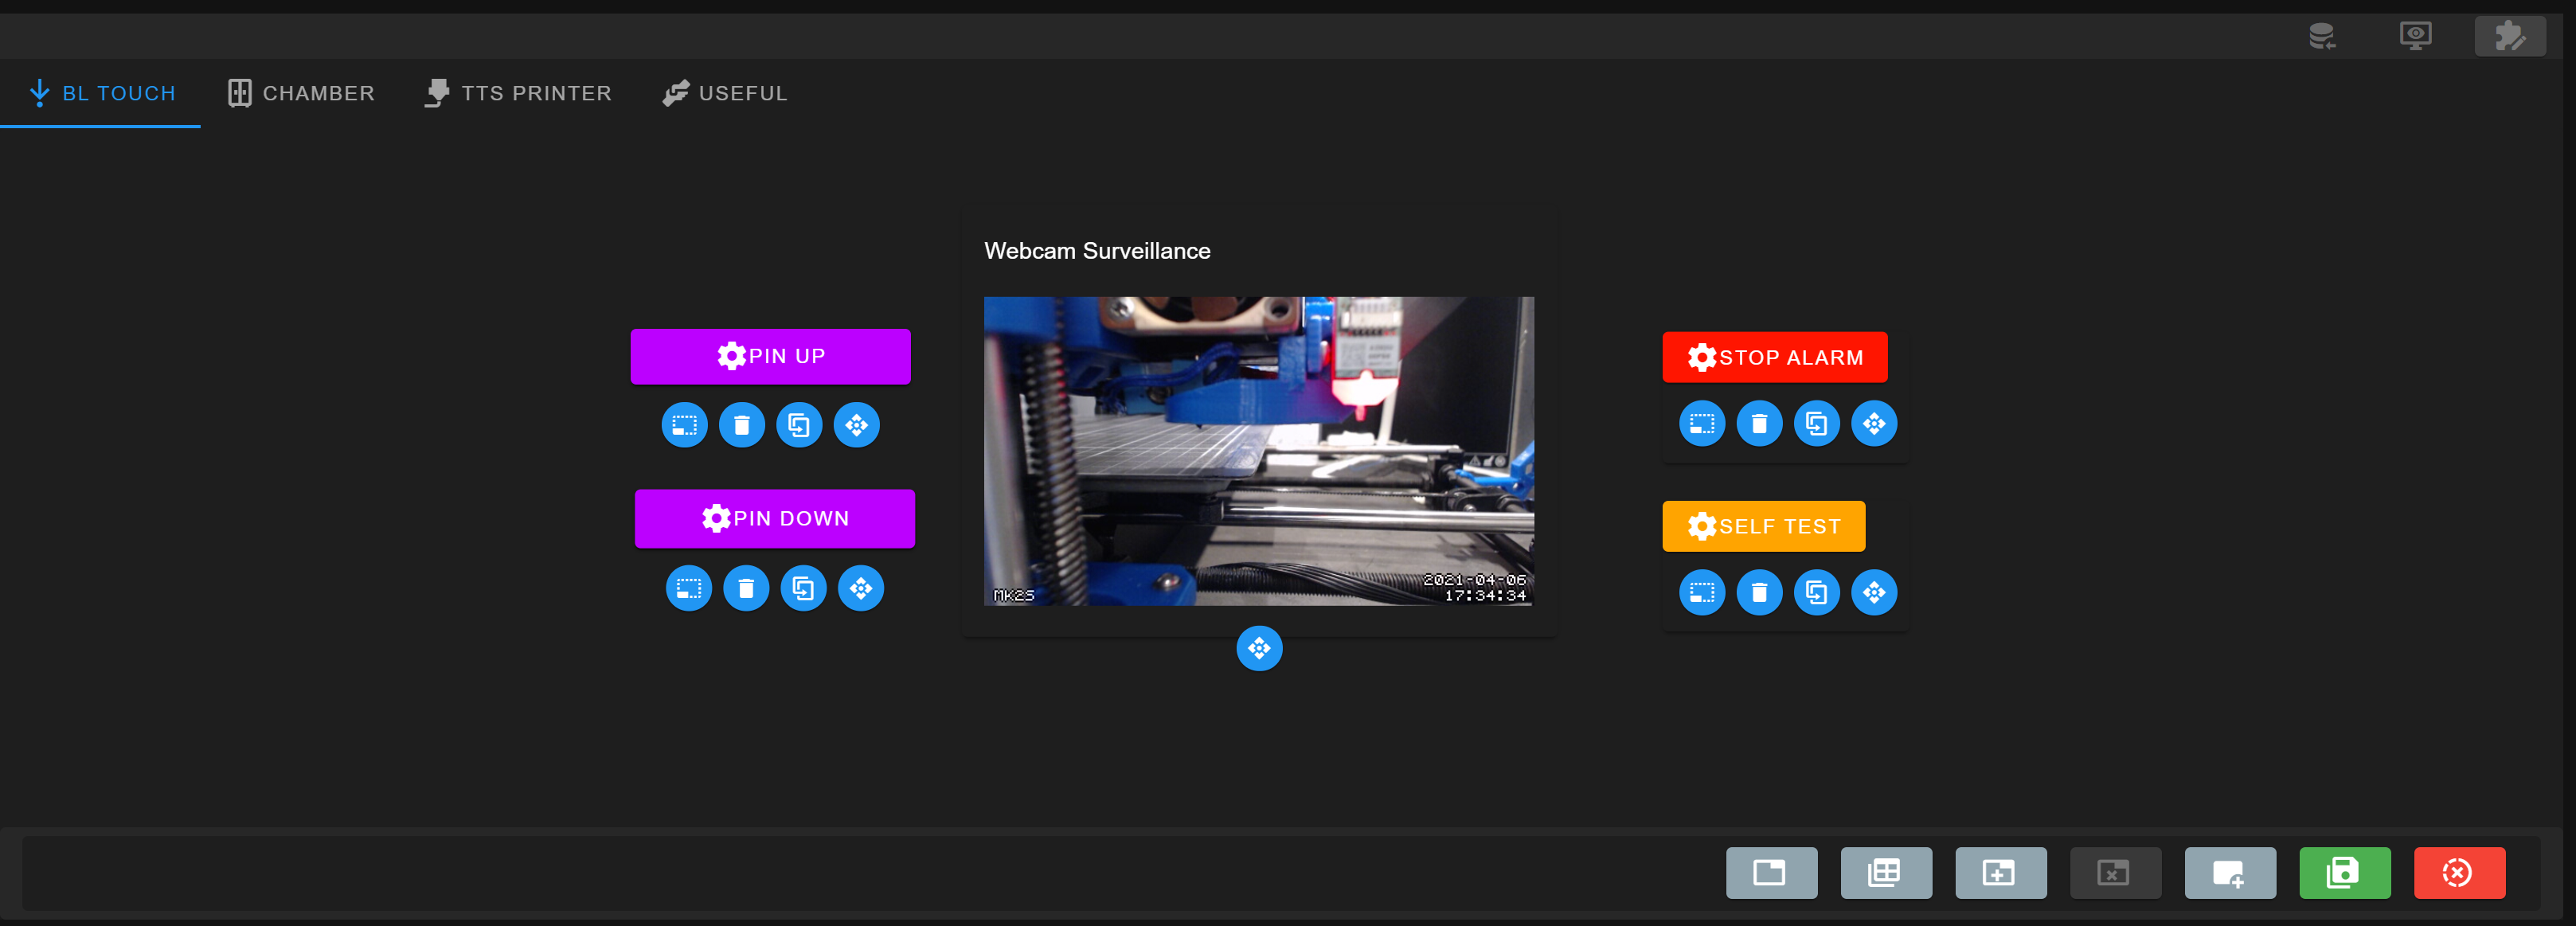 BL TOUCH
CHAMBER
TTS PRINTER
USEFUL
Webcam Surveillance
PIN UP
STOP ALARM
PIN DOWN
SELF TEST
2021-04-06
MK2S
17:34:34